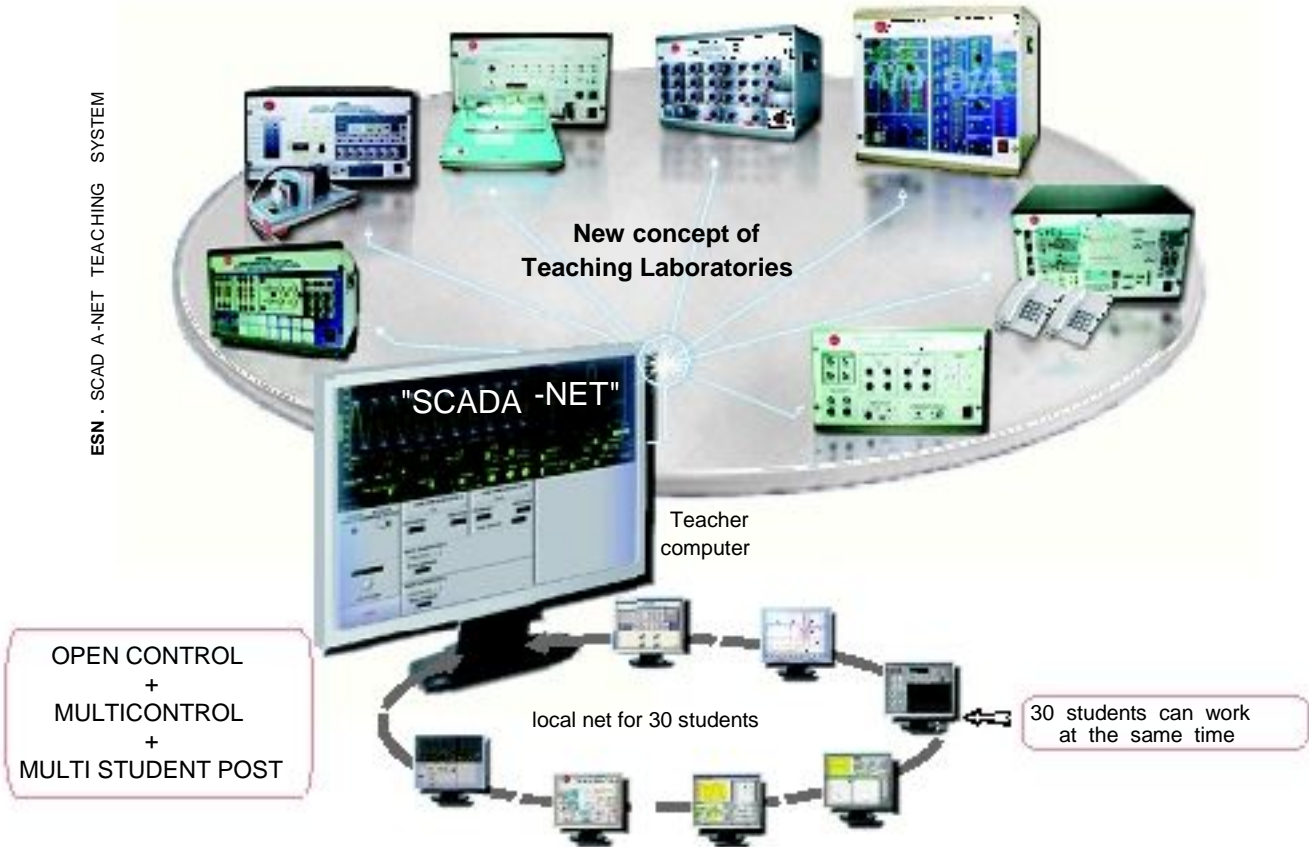 ESN. SCAD A-NET TEACHING SYSTEM
New concept of
Teaching Laboratories
"SCADA -NET"
Teacher
computer
OPEN CONTROL
+
MULTICONTROL
+
MULTI STUDENT POST
local net for 30 students
30 students can work
at the same time